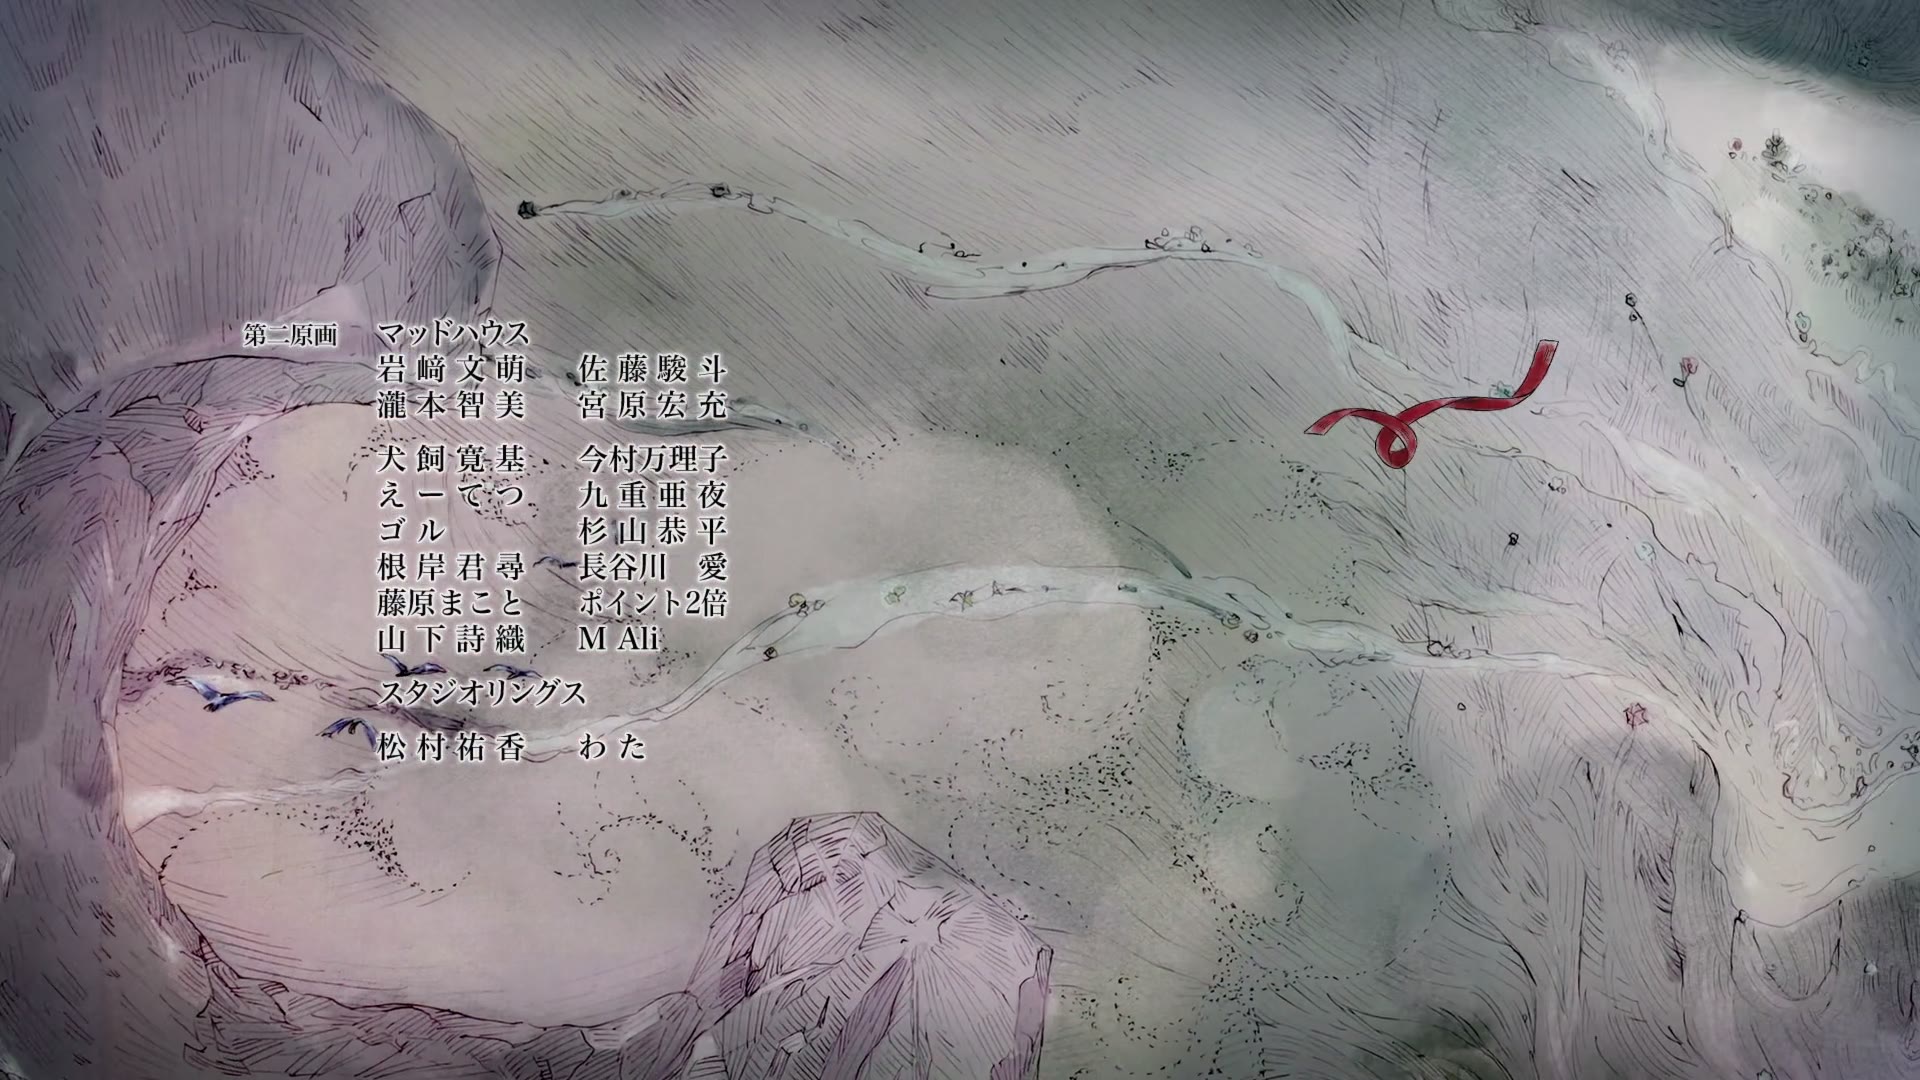 第二原画 マッドハウス
岩﨑文萌 佐藤駿斗
瀧本智美 宮原宏充
犬飼寛基 今村万理子
えーてつ 九重亜夜
ゴル 杉山恭平
根岸君尋 長谷川 愛
藤原まこと ポイント2倍
山下詩織 M Ali
スタジオリングス
松村祐香 わた